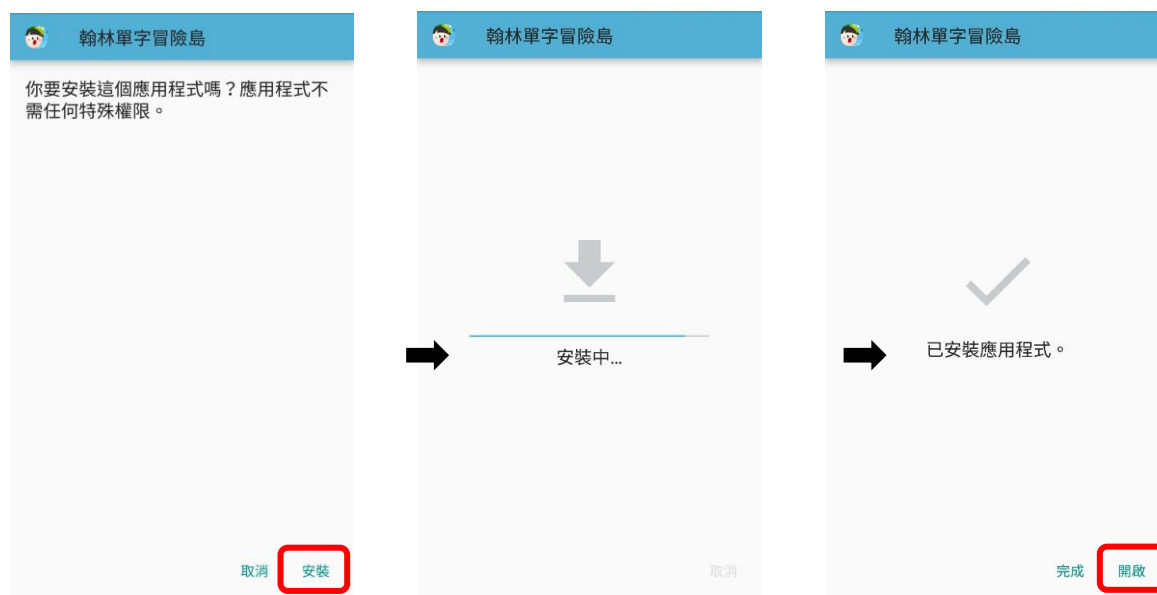 翰林單字冒險島
你要安裝這個應用程式嗎？應用程式不
需任何特殊權限。
取消
安裝
翰林單字冒險島
安裝中...
取消
翰林單字冒險島
已安裝應用程式。
完成
開啟